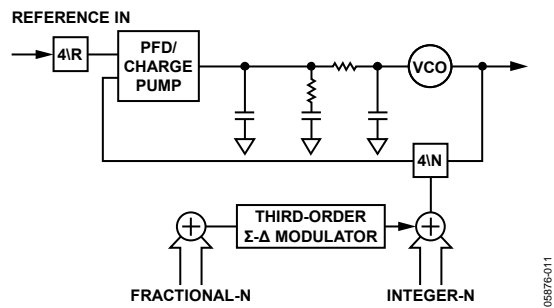 REFERENCE IN
4\R
PFD/
CHARGE
PUMP
VCO
4\N
THIRD-ORDER
Σ-Δ MODULATOR
FRACTIONAL-N
INTEGER-N
05876-011